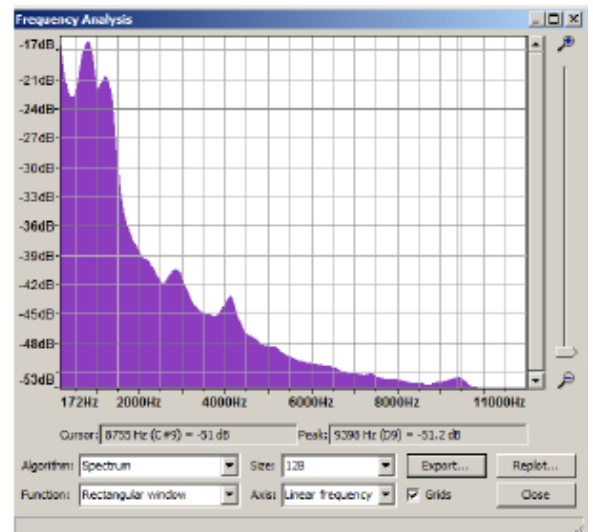 Frequency Analysis
-17dB
-21dB
-24dB
-27dB
-30dB
-33dB
-36dB
-39dB
-42dB
-45dB
-48dB
-53dB
172Hz 2000Hz 4000Hz 6000Hz 8000Hz 11000Hz
Cursor: 8755 Hz (C#9) = -51 dB Peak: 9398 Hz (D9) = -51.2 dB
Algorithm: Spectrum Size: 128 Export... Replot...
Function: Rectangular window Axis: Linear frequency Grids Close